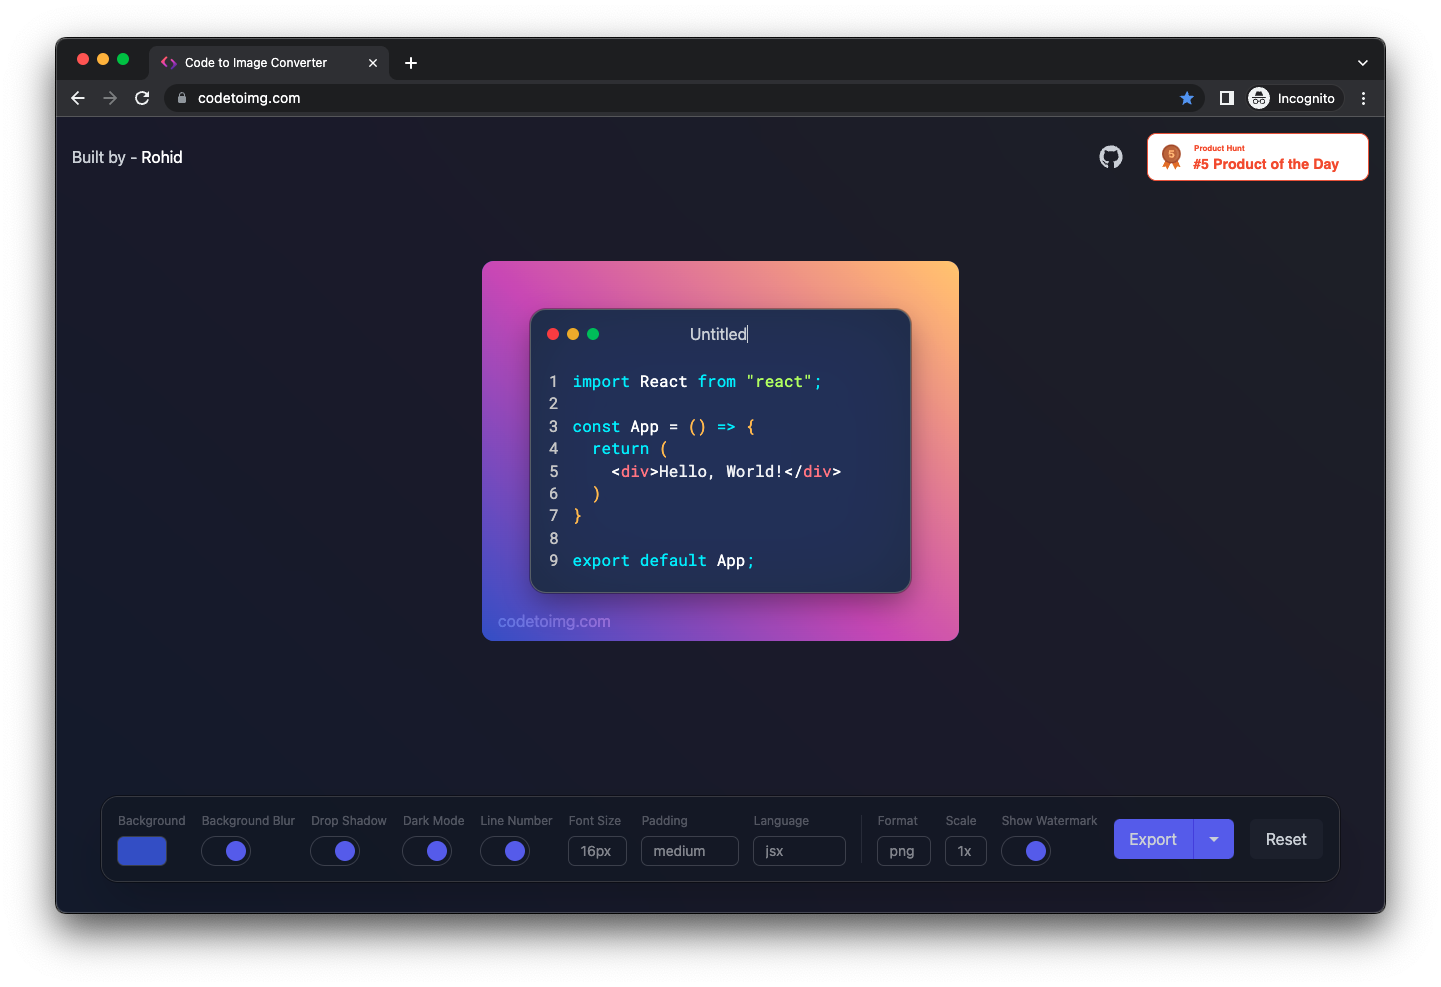 Code to Image Converter
codetoimg.com
Incognito
Built by - Rohid
5
Product Hunt
#5 Product of the Day
Untitled
1 import React from "react";
2
3 const App = () => {
4   return (
5     <div>Hello, World!</div>
6   )
7 }
8
9 export default App;
codetoimg.com
Background Background Blur Drop Shadow Dark Mode Line Number Font Size Padding Language Format Scale Show Watermark
16px medium jsx png 1x
Export
Reset